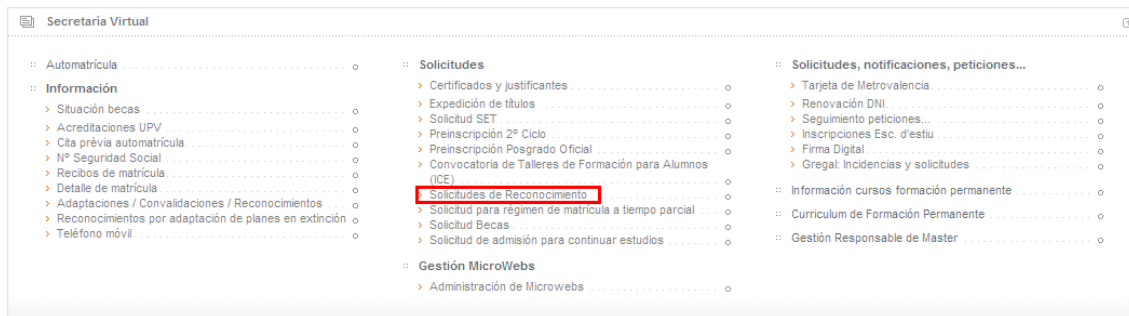 Secretaría Virtual
Automatrícula
Información
Situación becas
Acreditaciones UPV
Cita prèvia automatrícula
Nº Seguridad Social
Recibos de matrícula
Detalle de matrícula
Adaptaciones / Convalidaciones / Reconocimientos
Reconocimientos por adaptación de planes en extinción
Teléfono móvil
Solicitudes
Certificados y justificantes
Expedición de títulos
Solicitud SET
Preinscripción 2º Ciclo
Preinscripción Posgrado Oficial
Convocatoria de Talleres de Formación para Alumnos
(ICE)
Solicitudes de Reconocimiento
Solicitud para régimen de matrícula a tiempo parcial
Solicitud Becas
Solicitud de admisión para continuar estudios
Gestión MicroWebs
Administración de Microwebs
Solicitudes, notificaciones, peticiones...
Tarjeta de Metrovalencia
Renovación DNI
Seguimiento peticiones...
Inscripciones Esc. d'estiu
Firma Digital
Gregal: Incidencias y solicitudes
Información cursos formación permanente
Curriculum de Formación Permanente
Gestión Responsable de Master